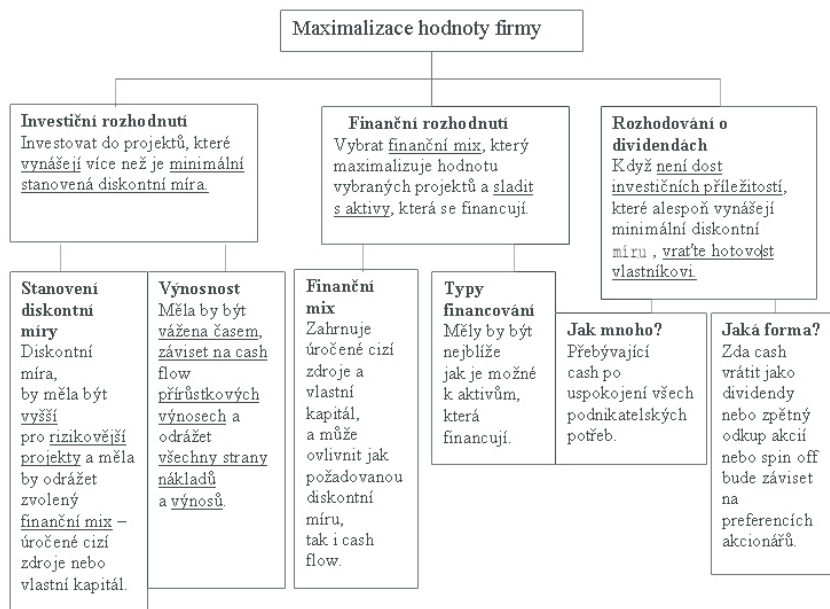 Maximalizace hodnoty firmy
Investiční rozhodnutí
Investovat do projektů, které
vynášejí více než je minimální
stanovená diskontní míra.
Finanční rozhodnutí
Vybrat finanční mix, který
maximalizuje hodnotu
vybraných projektů a sladit
s aktivy, která se financují.
Rozhodování o
dividendách
Když není dost
investičních příležitostí,
které alespoň vynášejí
minimální diskontní
míru , vraťte hotovost
vlastníkovi.
Stanovení
diskontní
míry
Diskontní
míra,
by měla být
vyšší
pro rizikovější
projekty a měla
by odrážet
zvolený
finanční mix –
úročené cizí
zdroje nebo
vlastní kapitál.
Výnosnost
Měla by být
vážena časem,
záviset na cash
flow
přírůstkových
výnosech a
odrážet
všechny strany
nákladů
a výnosů.
Finanční
mix
Zahrnuje
úročené cizí
zdroje a
vlastní
kapitál,
a může
ovlivnit jak
požadovanou
diskontní
míru,
tak i cash
flow.
Typy
financování
Měly by být
nejblíže
jak je možné
k aktivům,
která
financují.
Jak mnoho?
Přebývající
cash po
uspokojení všech
podnikatelských
potřeb.
Jaká forma?
Zda cash
vrátit jako
dividendy
nebo zpětný
odkup akcií
nebo spin off
bude záviset
na
preferencích
akcionářů.